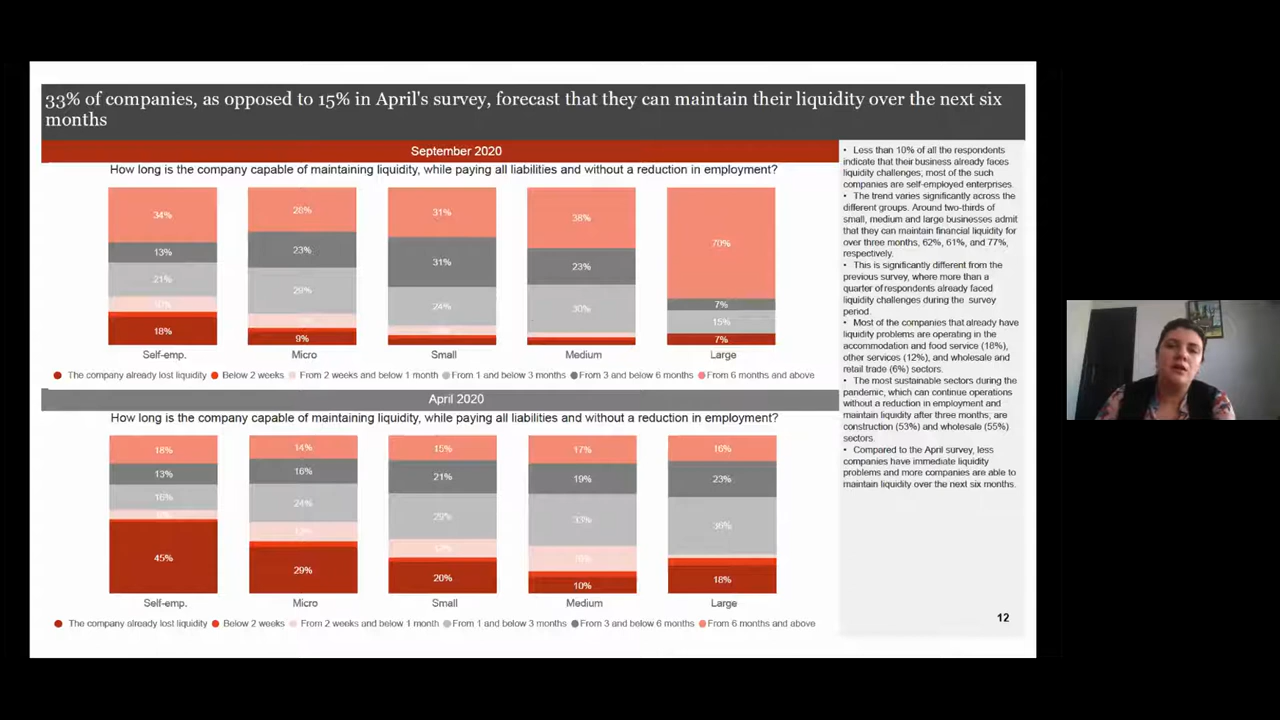 33% of companies, as opposed to 15% in April's survey, forecast that they can maintain their liquidity over the next six
months
September 2020
How long is the company capable of maintaining liquidity, while paying all liabilities and without a reduction in employment?
34%
13%
21%
18%
Self-emp.
23%
29%
9%
Micro
31%
31%
24%
Small
38%
23%
30%
Medium
70%
7%
15%
7%
Large
The company already lost liquidity
Below 2 weeks
From 2 weeks and below 1 month
From 1 and below 3 months
From 3 and below 6 months
From 6 months and above
April 2020
How long is the company capable of maintaining liquidity, while paying all liabilities and without a reduction in employment?
18%
13%
16%
45%
Self-emp.
14%
16%
24%
29%
Micro
15%
21%
29%
20%
Small
17%
19%
33%
10%
Medium
16%
23%
36%
18%
Large
The company already lost liquidity
Below 2 weeks
From 2 weeks and below 1 month
From 1 and below 3 months
From 3 and below 6 months
From 6 months and above
• Less than 10% of all the respondents
indicate that their business already faces
liquidity challenges; most of the such
companies are self-employed enterprises.
• The trend varies significantly across the
different groups. Around two-thirds of
small, medium and large businesses admit
that they can maintain financial liquidity for
over three months, 62%, 61%, and 77%,
respectively.
• This is significantly different from the
previous survey, where more than a
quarter of respondents already faced
liquidity challenges during the survey
period.
• Most of the companies that already have
liquidity problems are operating in the
accommodation and food service (18%),
other services (12%), and wholesale and
retail trade (6%) sectors.
• The most sustainable sectors during the
pandemic, which can continue operations
without a reduction in employment and
maintain liquidity after three months, are
construction (53%) and wholesale (55%)
sectors.
• Compared to the April survey, less
companies have immediate liquidity
problems and more companies are able to
maintain liquidity over the next six months.
12